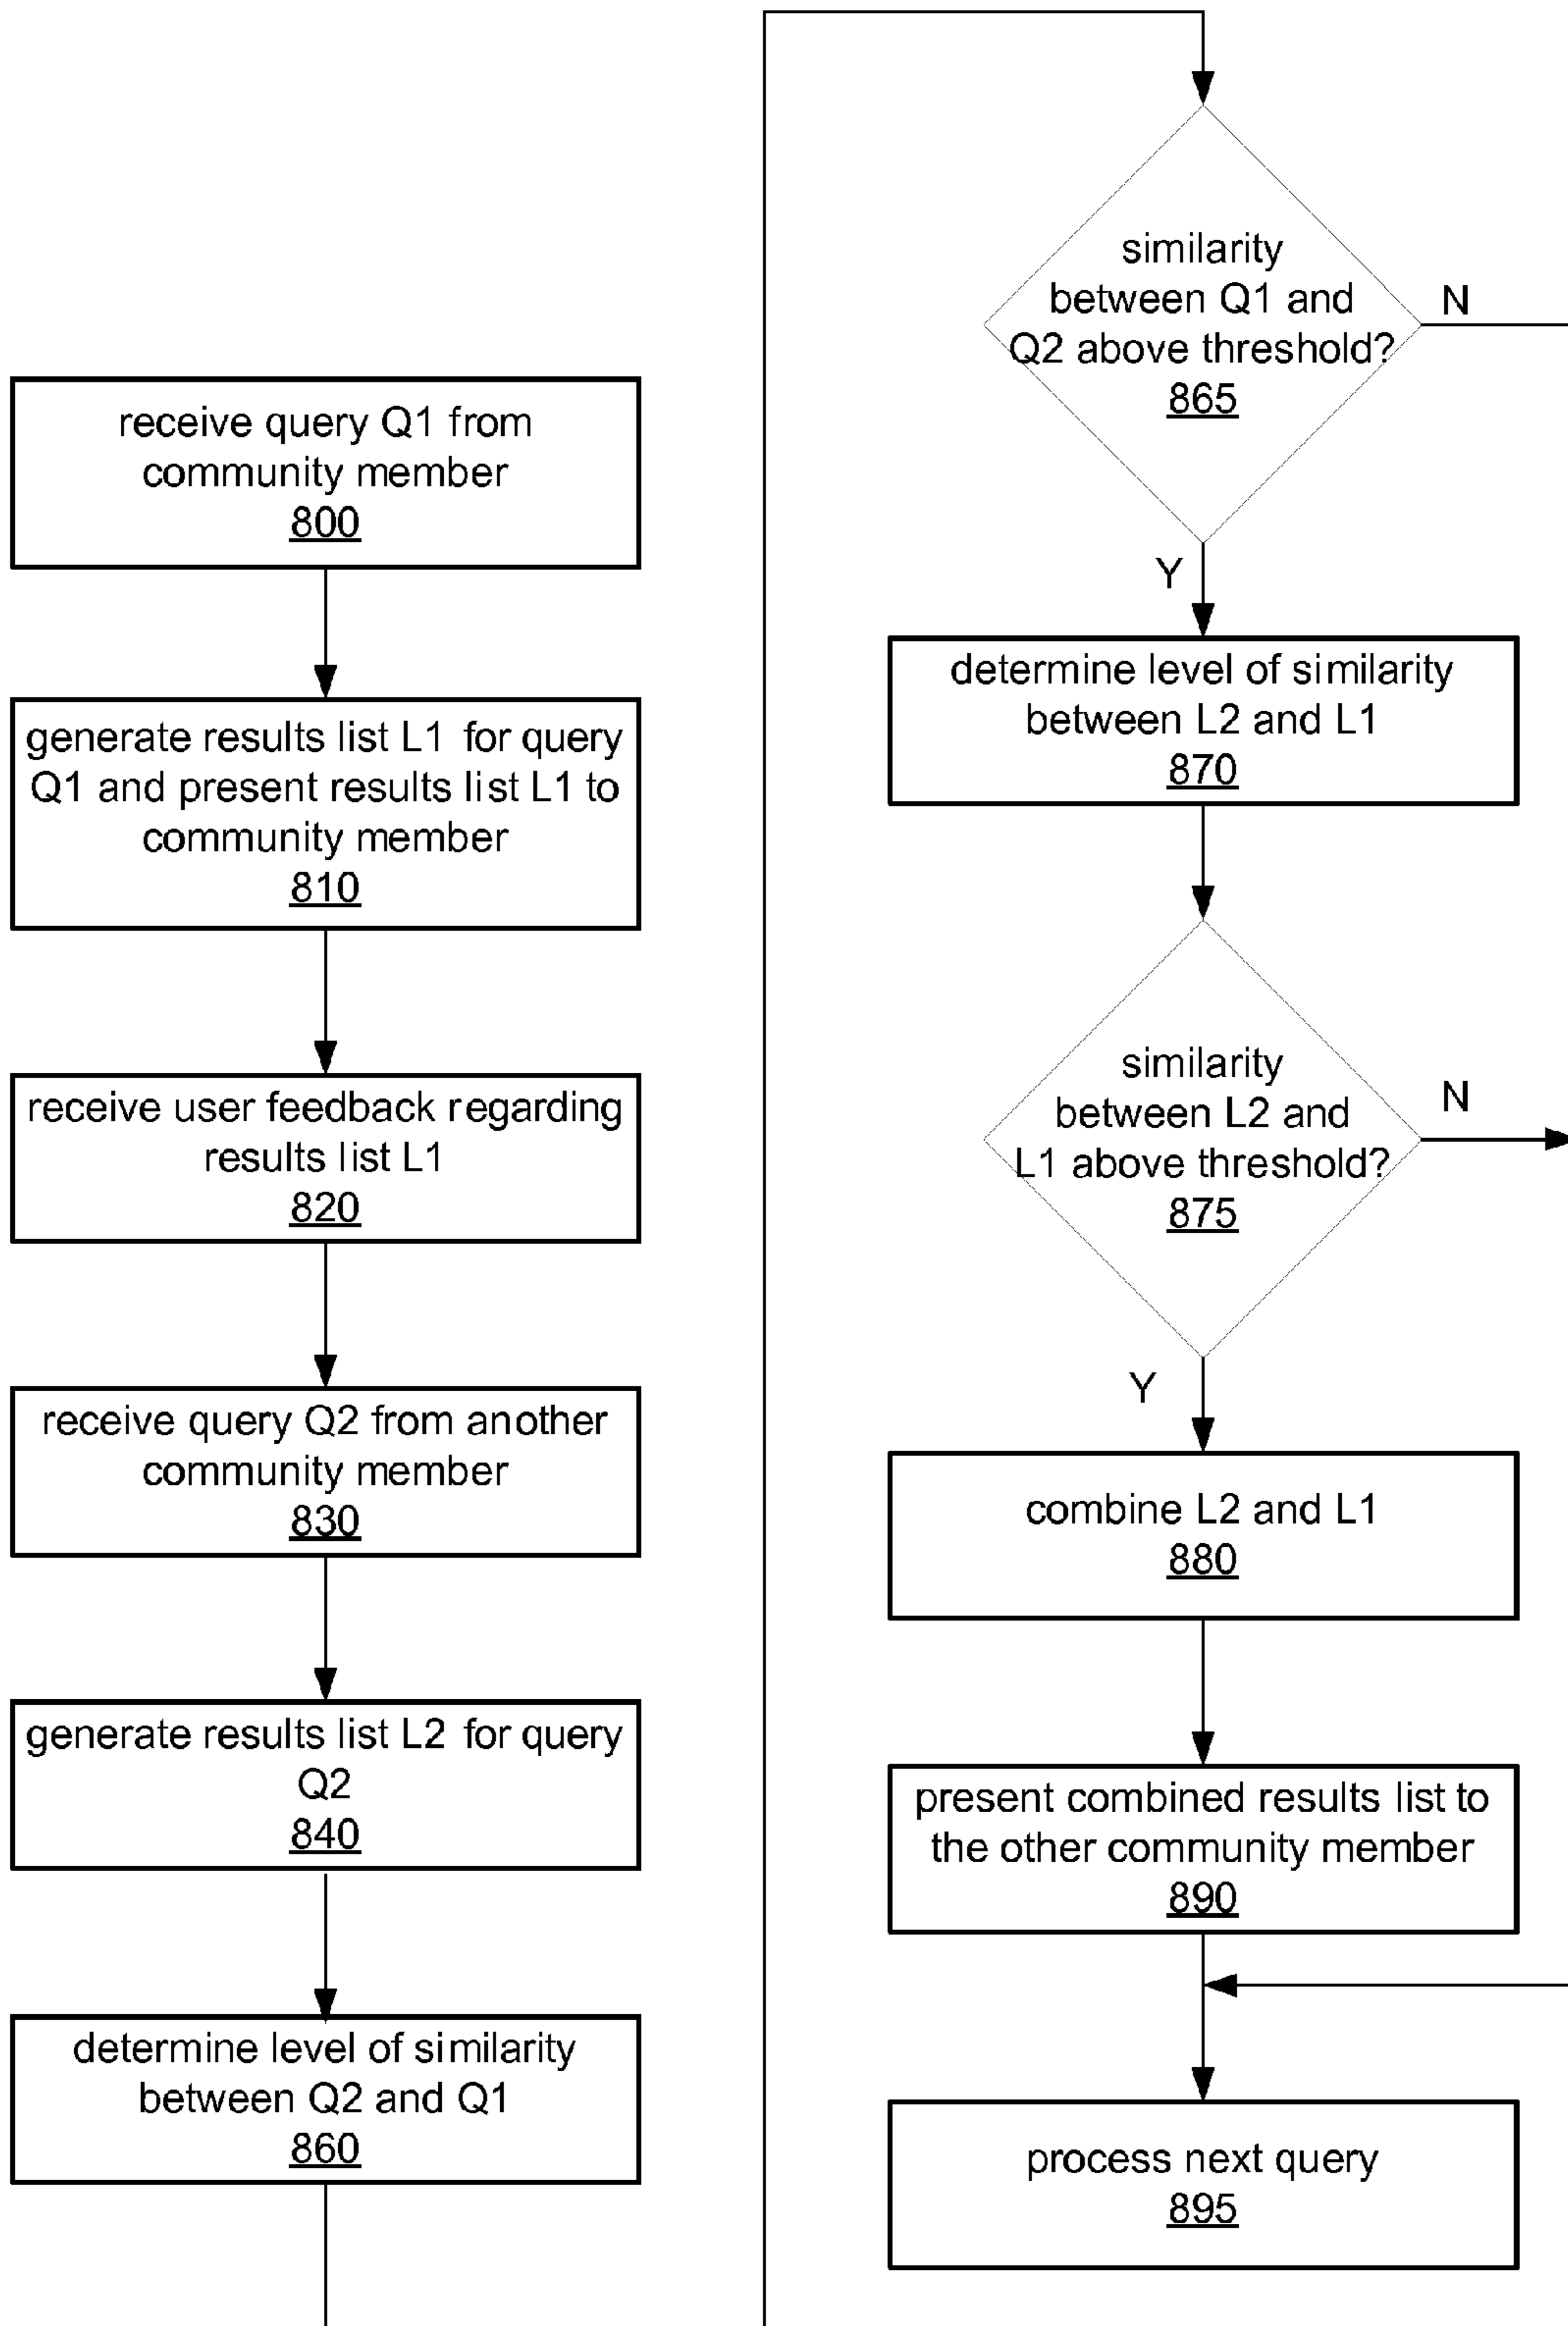 receive query Q1 from
community member
800
generate results list L1 for query
Q1 and present results list L1 to
community member
810
receive user feedback regarding
results list L1
820
receive query Q2 from another
community member
830
generate results list L2 for query
Q2
840
determine level of similarity
between Q2 and Q1
860
similarity
between Q1 and
Q2 above threshold?
865
N
Y
determine level of similarity
between L2 and L1
870
similarity
between L2 and
L1 above threshold?
875
N
Y
combine L2 and L1
880
present combined results list to
the other community member
890
process next query
895